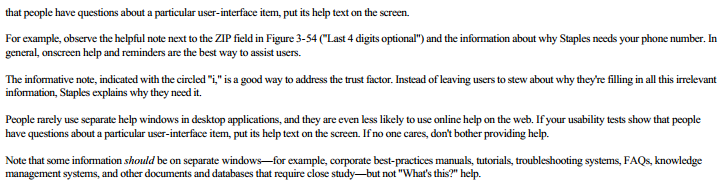 that people have questions about a particular user-interface item, put its help text on the screen.
For example, observe the helpful note next to the ZIP field in Figure 3-54 ("Last 4 digits optional") and the information about why Staples needs your phone number. In
general, onscreen help and reminders are the best way to assist users.
The informative note, indicated with the circled "i," is a good way to address the trust factor. Instead of leaving users to stew about why they're filling in all this irrelevant
information, Staples explains why they need it.
People rarely use separate help windows in desktop applications, and they are even less likely to use online help on the web. If your usability tests show that people
have questions about a particular user-interface item, put its help text on the screen. If no one cares, don't bother providing help.
Note that some information should be on separate windows—for example, corporate best-practices manuals, tutorials, troubleshooting systems, FAQs, knowledge
management systems, and other documents and databases that require close study—but not "What's this?" help.